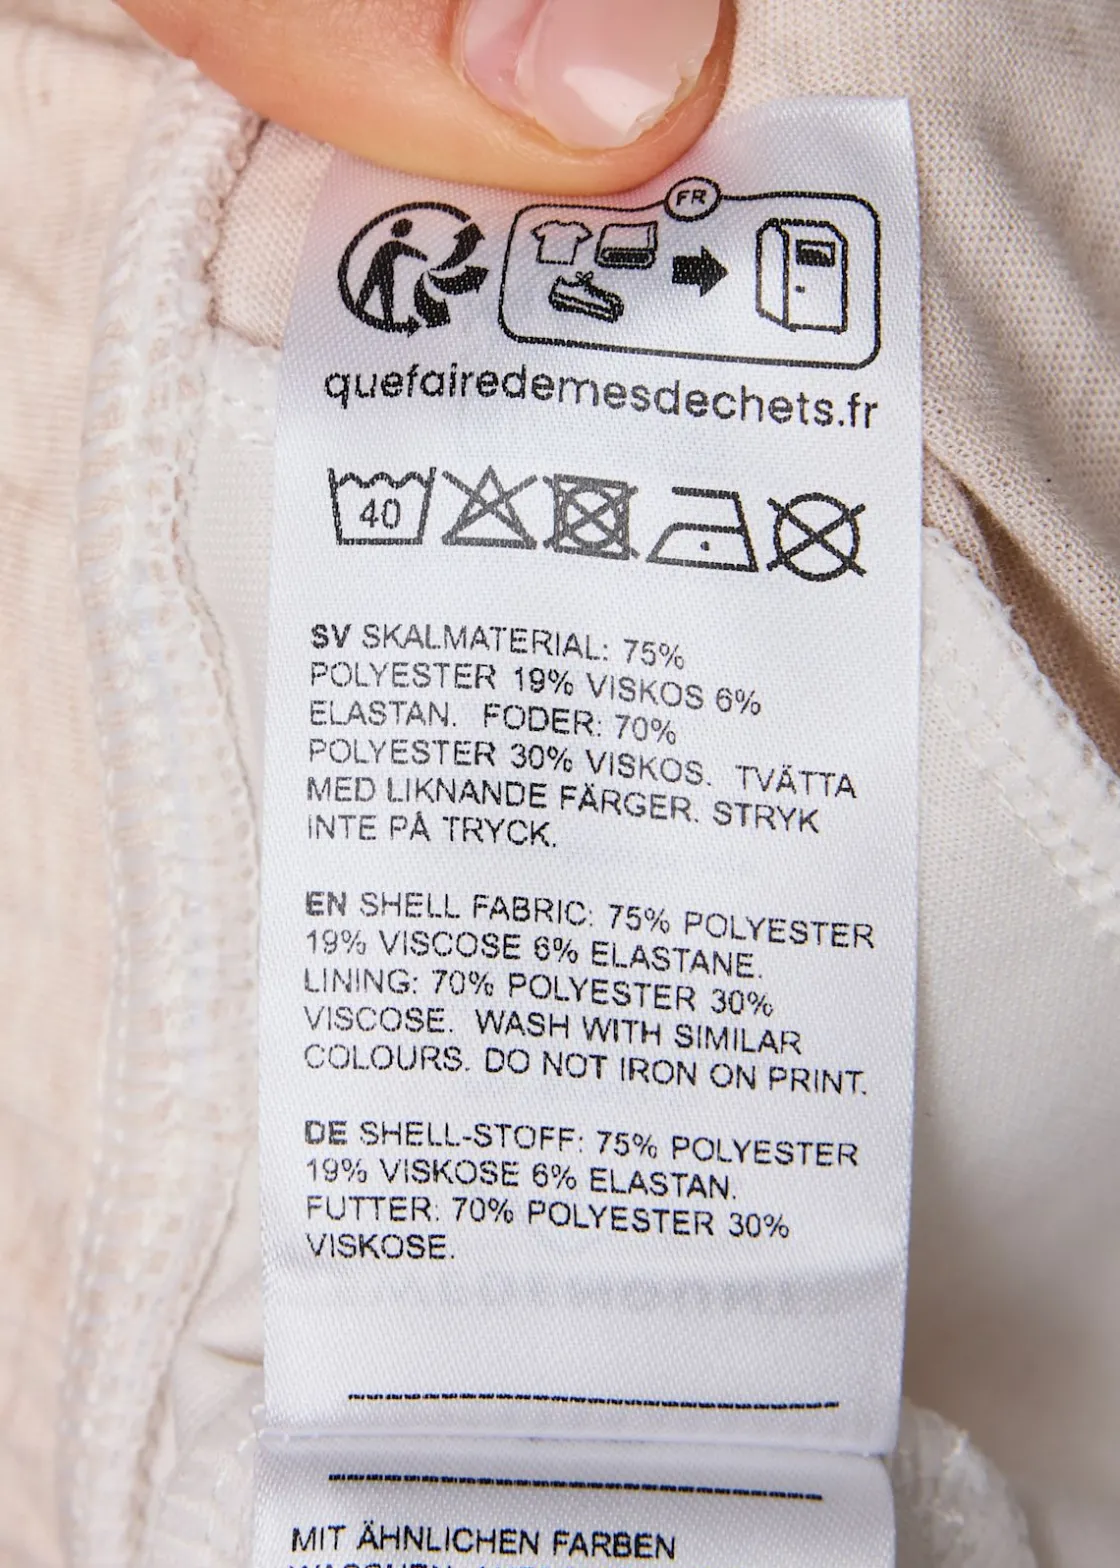 FR
quefairedemesdechets.fr
40
SV SKALMATERIAL: 75%
POLYESTER 19% VISKOS 6%
ELASTAN. FODER: 70%
POLYESTER 30% VISKOS. TVÄTTA
MED LIKNANDE FÄRGER. STRYK
INTE PÅ TRYCK.
EN SHELL FABRIC: 75% POLYESTER
19% VISCOSE 6% ELASTANE.
LINING: 70% POLYESTER 30%
VISCOSE. WASH WITH SIMILAR
COLOURS. DO NOT IRON ON PRINT.
DE SHELL-STOFF: 75% POLYESTER
19% VISKOSE 6% ELASTAN.
FUTTER: 70% POLYESTER 30%
VISKOSE.
MIT ÄHNLICHEN FARBEN